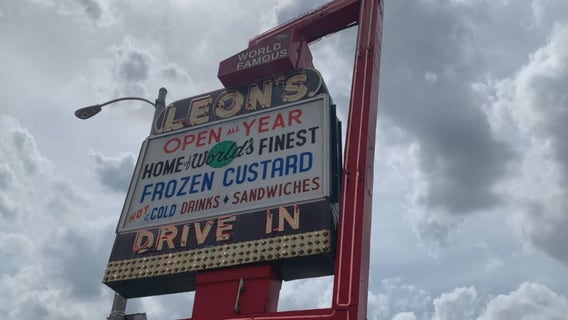 The
WORLD
FAMOUS
LEON'S
OPEN ALL YEAR
HOME of World's FINEST
FROZEN CUSTARD
HOT & COLD DRINKS ♦ SANDWICHES
DRIVE IN